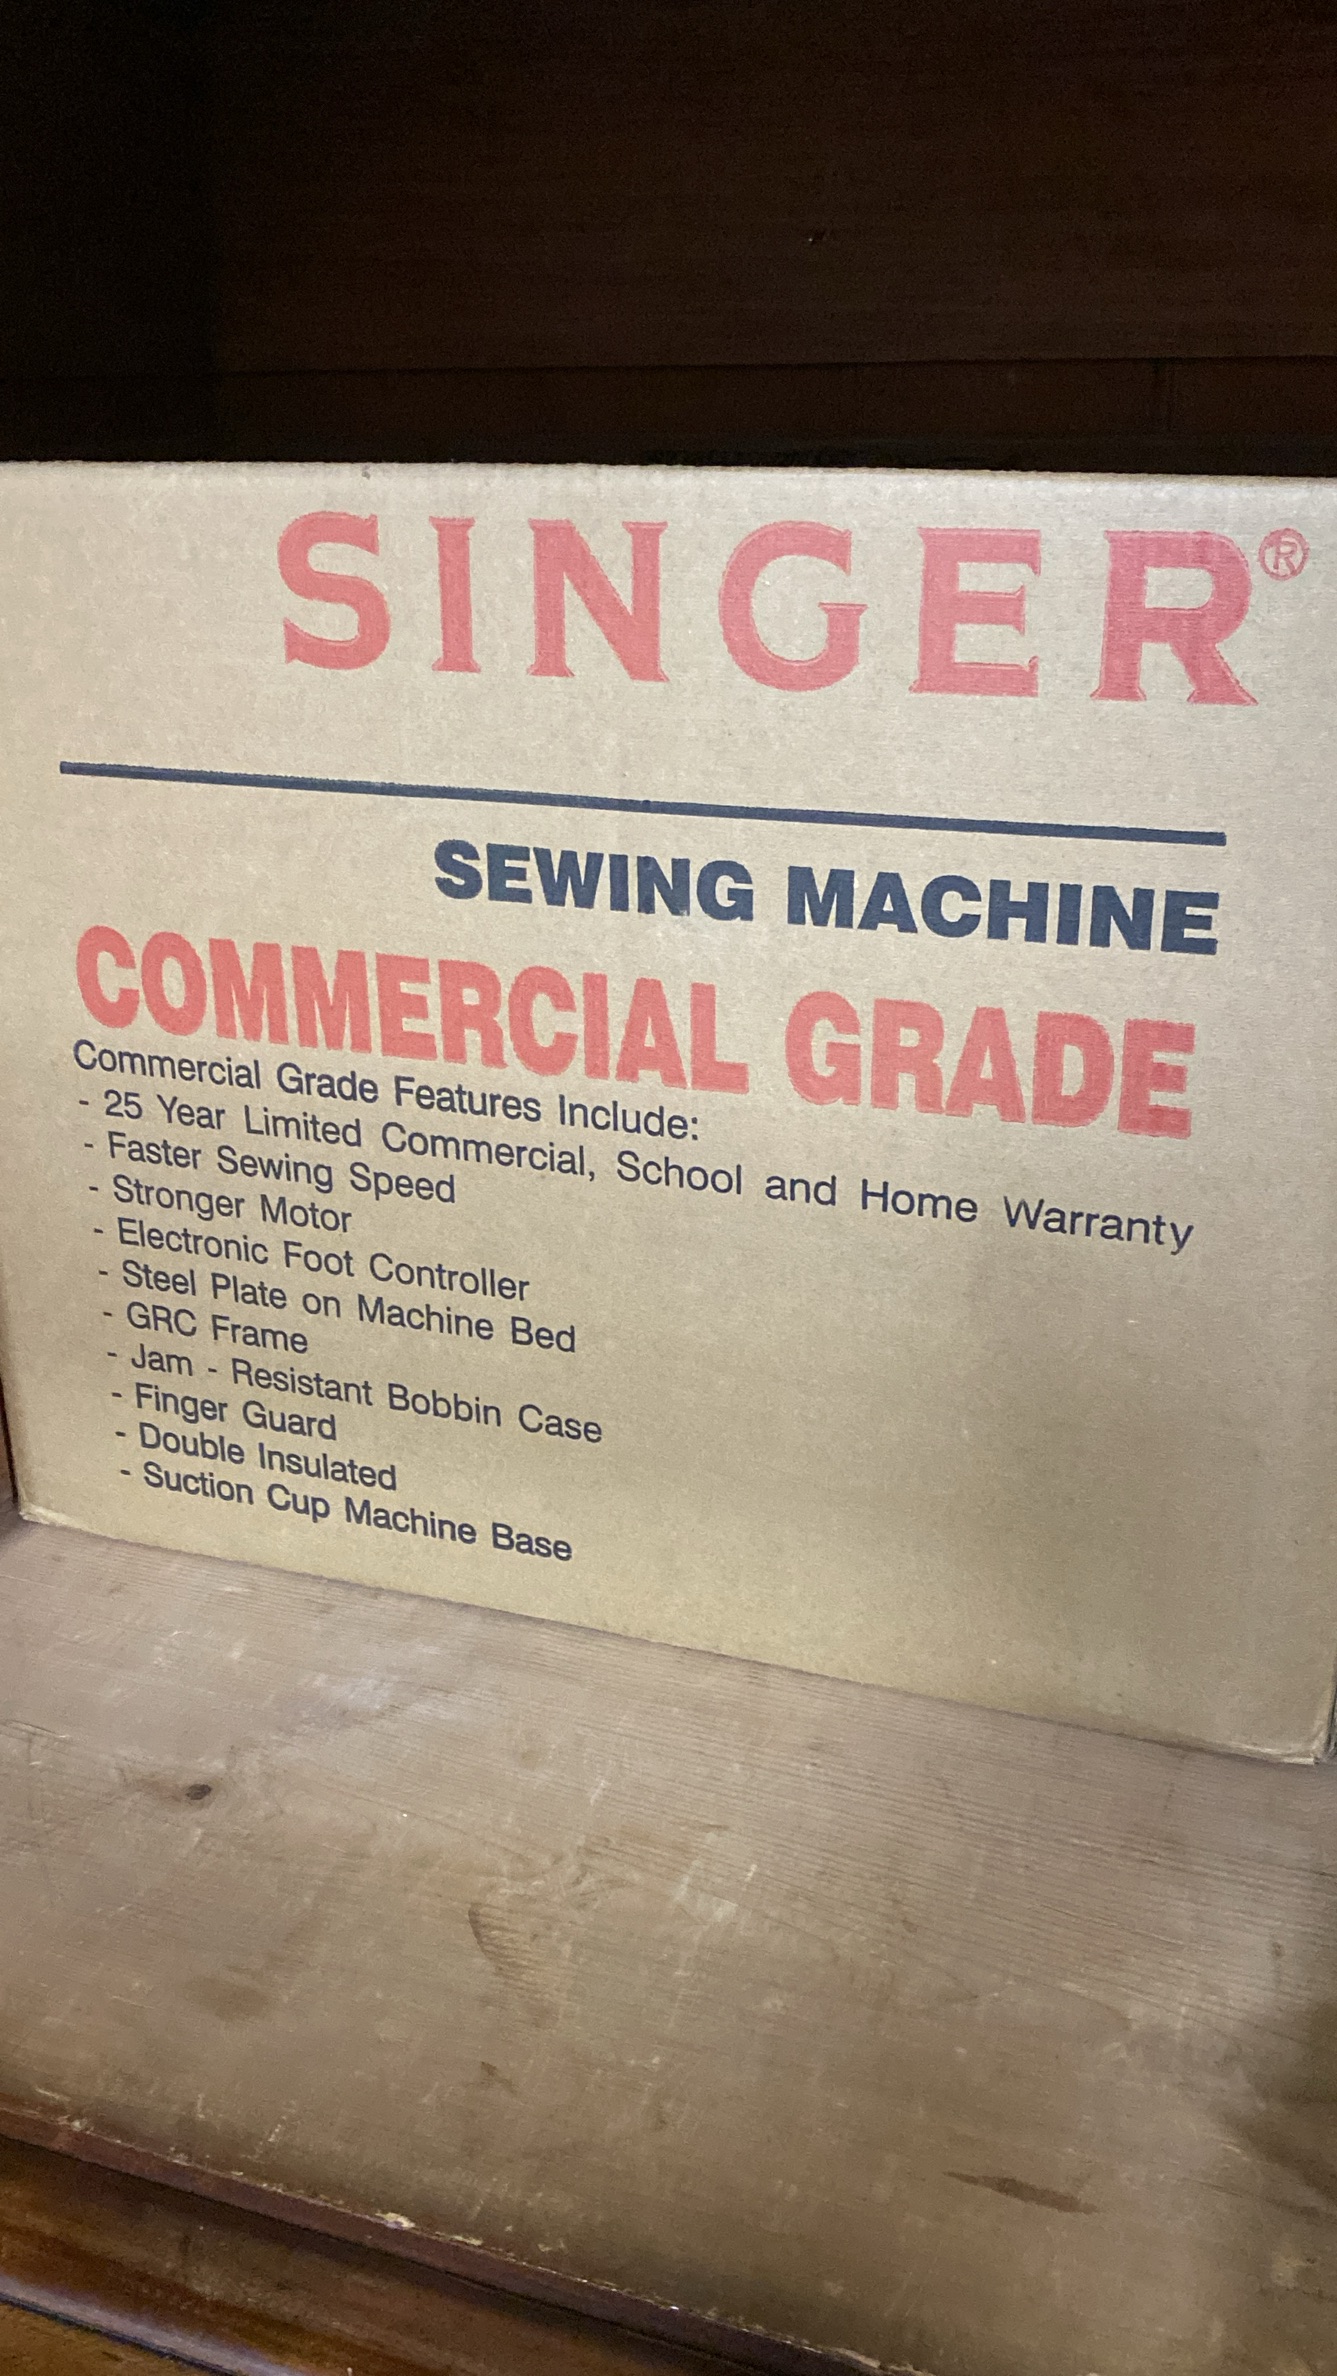 SINGER®
SEWING MACHINE
COMMERCIAL GRADE
Commercial Grade Features Include:
- 25 Year Limited Commercial, School and Home Warranty
- Faster Sewing Speed
- Stronger Motor
- Electronic Foot Controller
- Steel Plate on Machine Bed
- GRC Frame
- Jam - Resistant Bobbin Case
- Finger Guard
- Double Insulated
- Suction Cup Machine Base